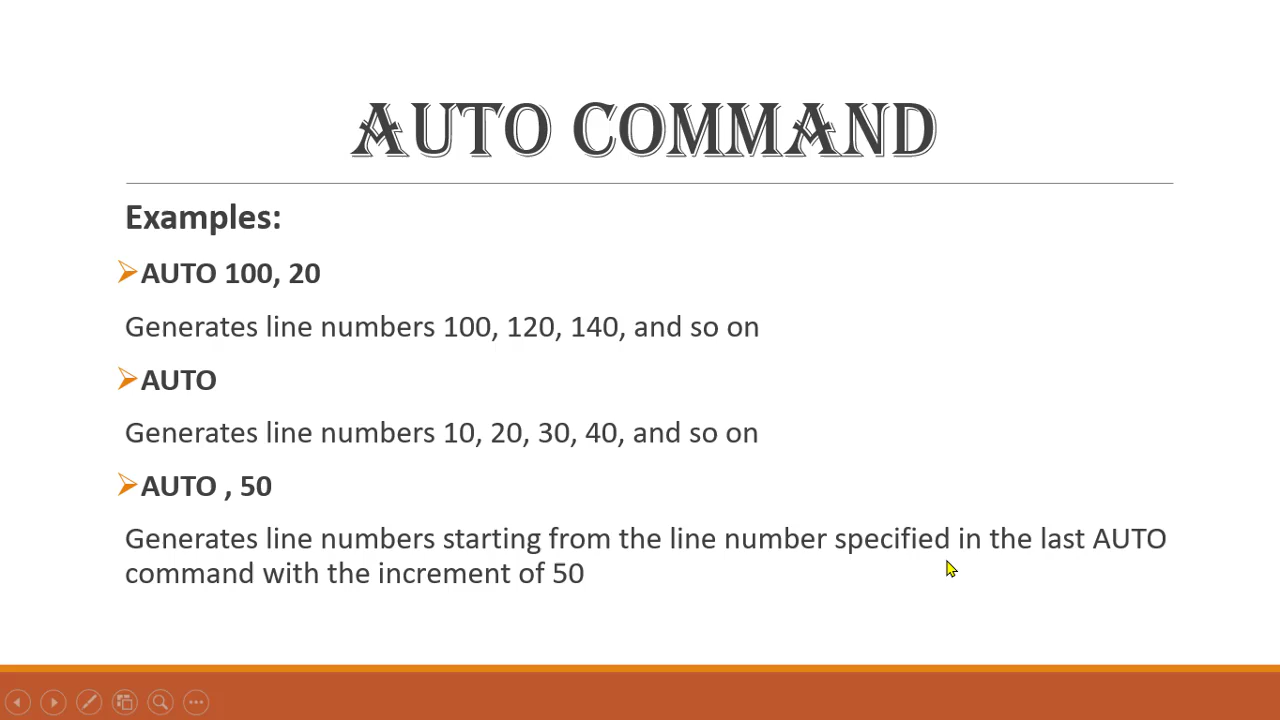 AUTO COMMAND
Examples:
AUTO 100, 20
Generates line numbers 100, 120, 140, and so on
AUTO
Generates line numbers 10, 20, 30, 40, and so on
AUTO , 50
Generates line numbers starting from the line number specified in the last AUTO
command with the increment of 50